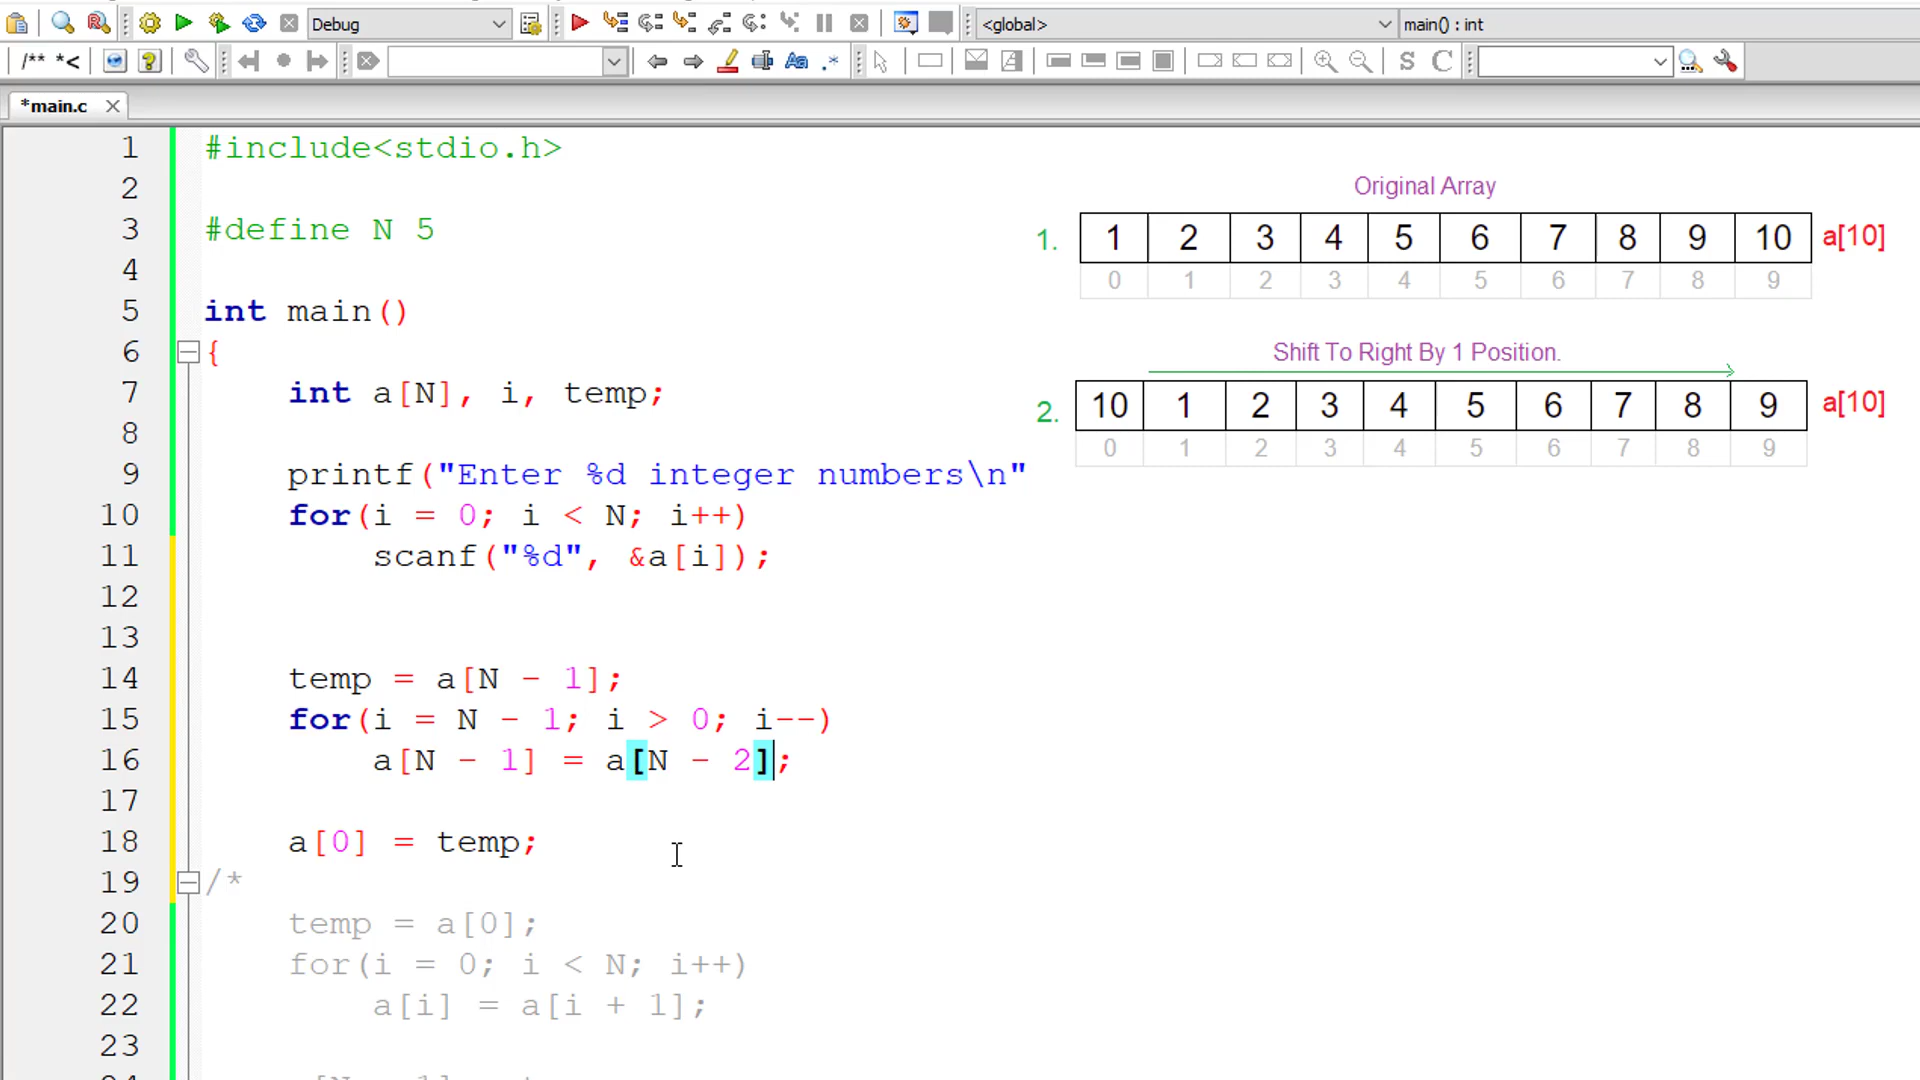 Debug
<global>
main() : int
/** *<
S C
*main.c
1 #include<stdio.h>
2
3 #define N 5
4
5 int main()
6 {
7 int a[N], i, temp;
8
9 printf("Enter %d integer numbers\n"
10 for(i = 0; i < N; i++)
11 scanf("%d", &a[i]);
12
13
14 temp = a[N - 1];
15 for(i = N - 1; i > 0; i--)
16 a[N - 1] = a[N - 2];
17
18 a[0] = temp;
19 /*
20 temp = a[0];
21 for(i = 0; i < N; i++)
22 a[i] = a[i + 1];
23
Original Array
1. 1 2 3 4 5 6 7 8 9 10 a[10]
0 1 2 3 4 5 6 7 8 9
Shift To Right By 1 Position.
2. 10 1 2 3 4 5 6 7 8 9 a[10]
0 1 2 3 4 5 6 7 8 9